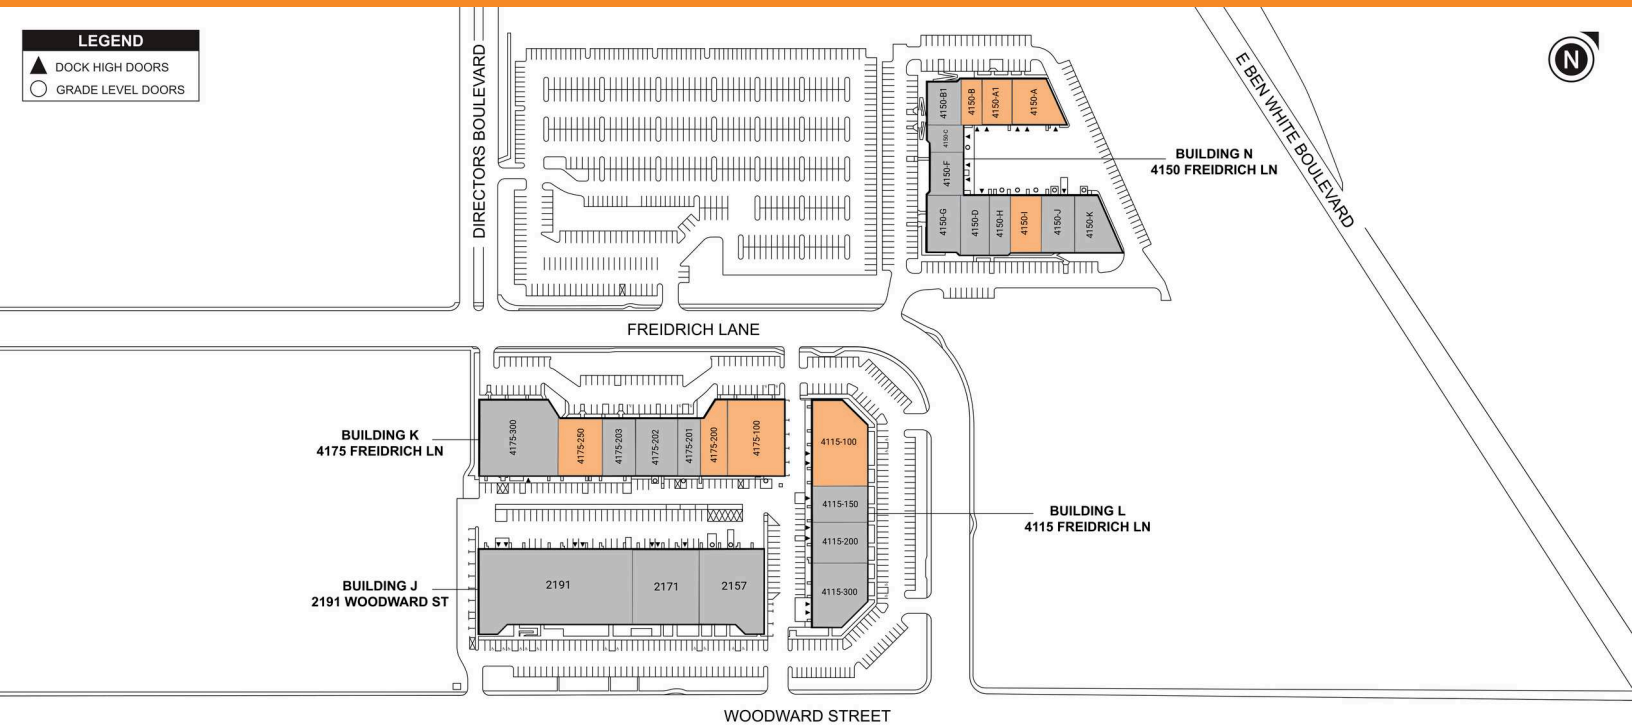 LEGEND
DOCK HIGH DOORS
GRADE LEVEL DOORS
DIRECTORS BOULEVARD
E BEN WHITE BOULEVARD
N
4150-B1
4150-B
4150-A1
4150-A
4150-C
4150-F
BUILDING N
4150 FREIDRICH LN
4150-G
4150-D
4150-H
4150-I
4150-J
4150-K
FREIDRICH LANE
BUILDING K
4175 FREIDRICH LN
4175-300
4175-250
4175-203
4175-202
4175-201
4175-200
4175-100
4115-100
4115-150
4115-200
4115-300
BUILDING L
4115 FREIDRICH LN
BUILDING J
2191 WOODWARD ST
2191
2171
2157
WOODWARD STREET